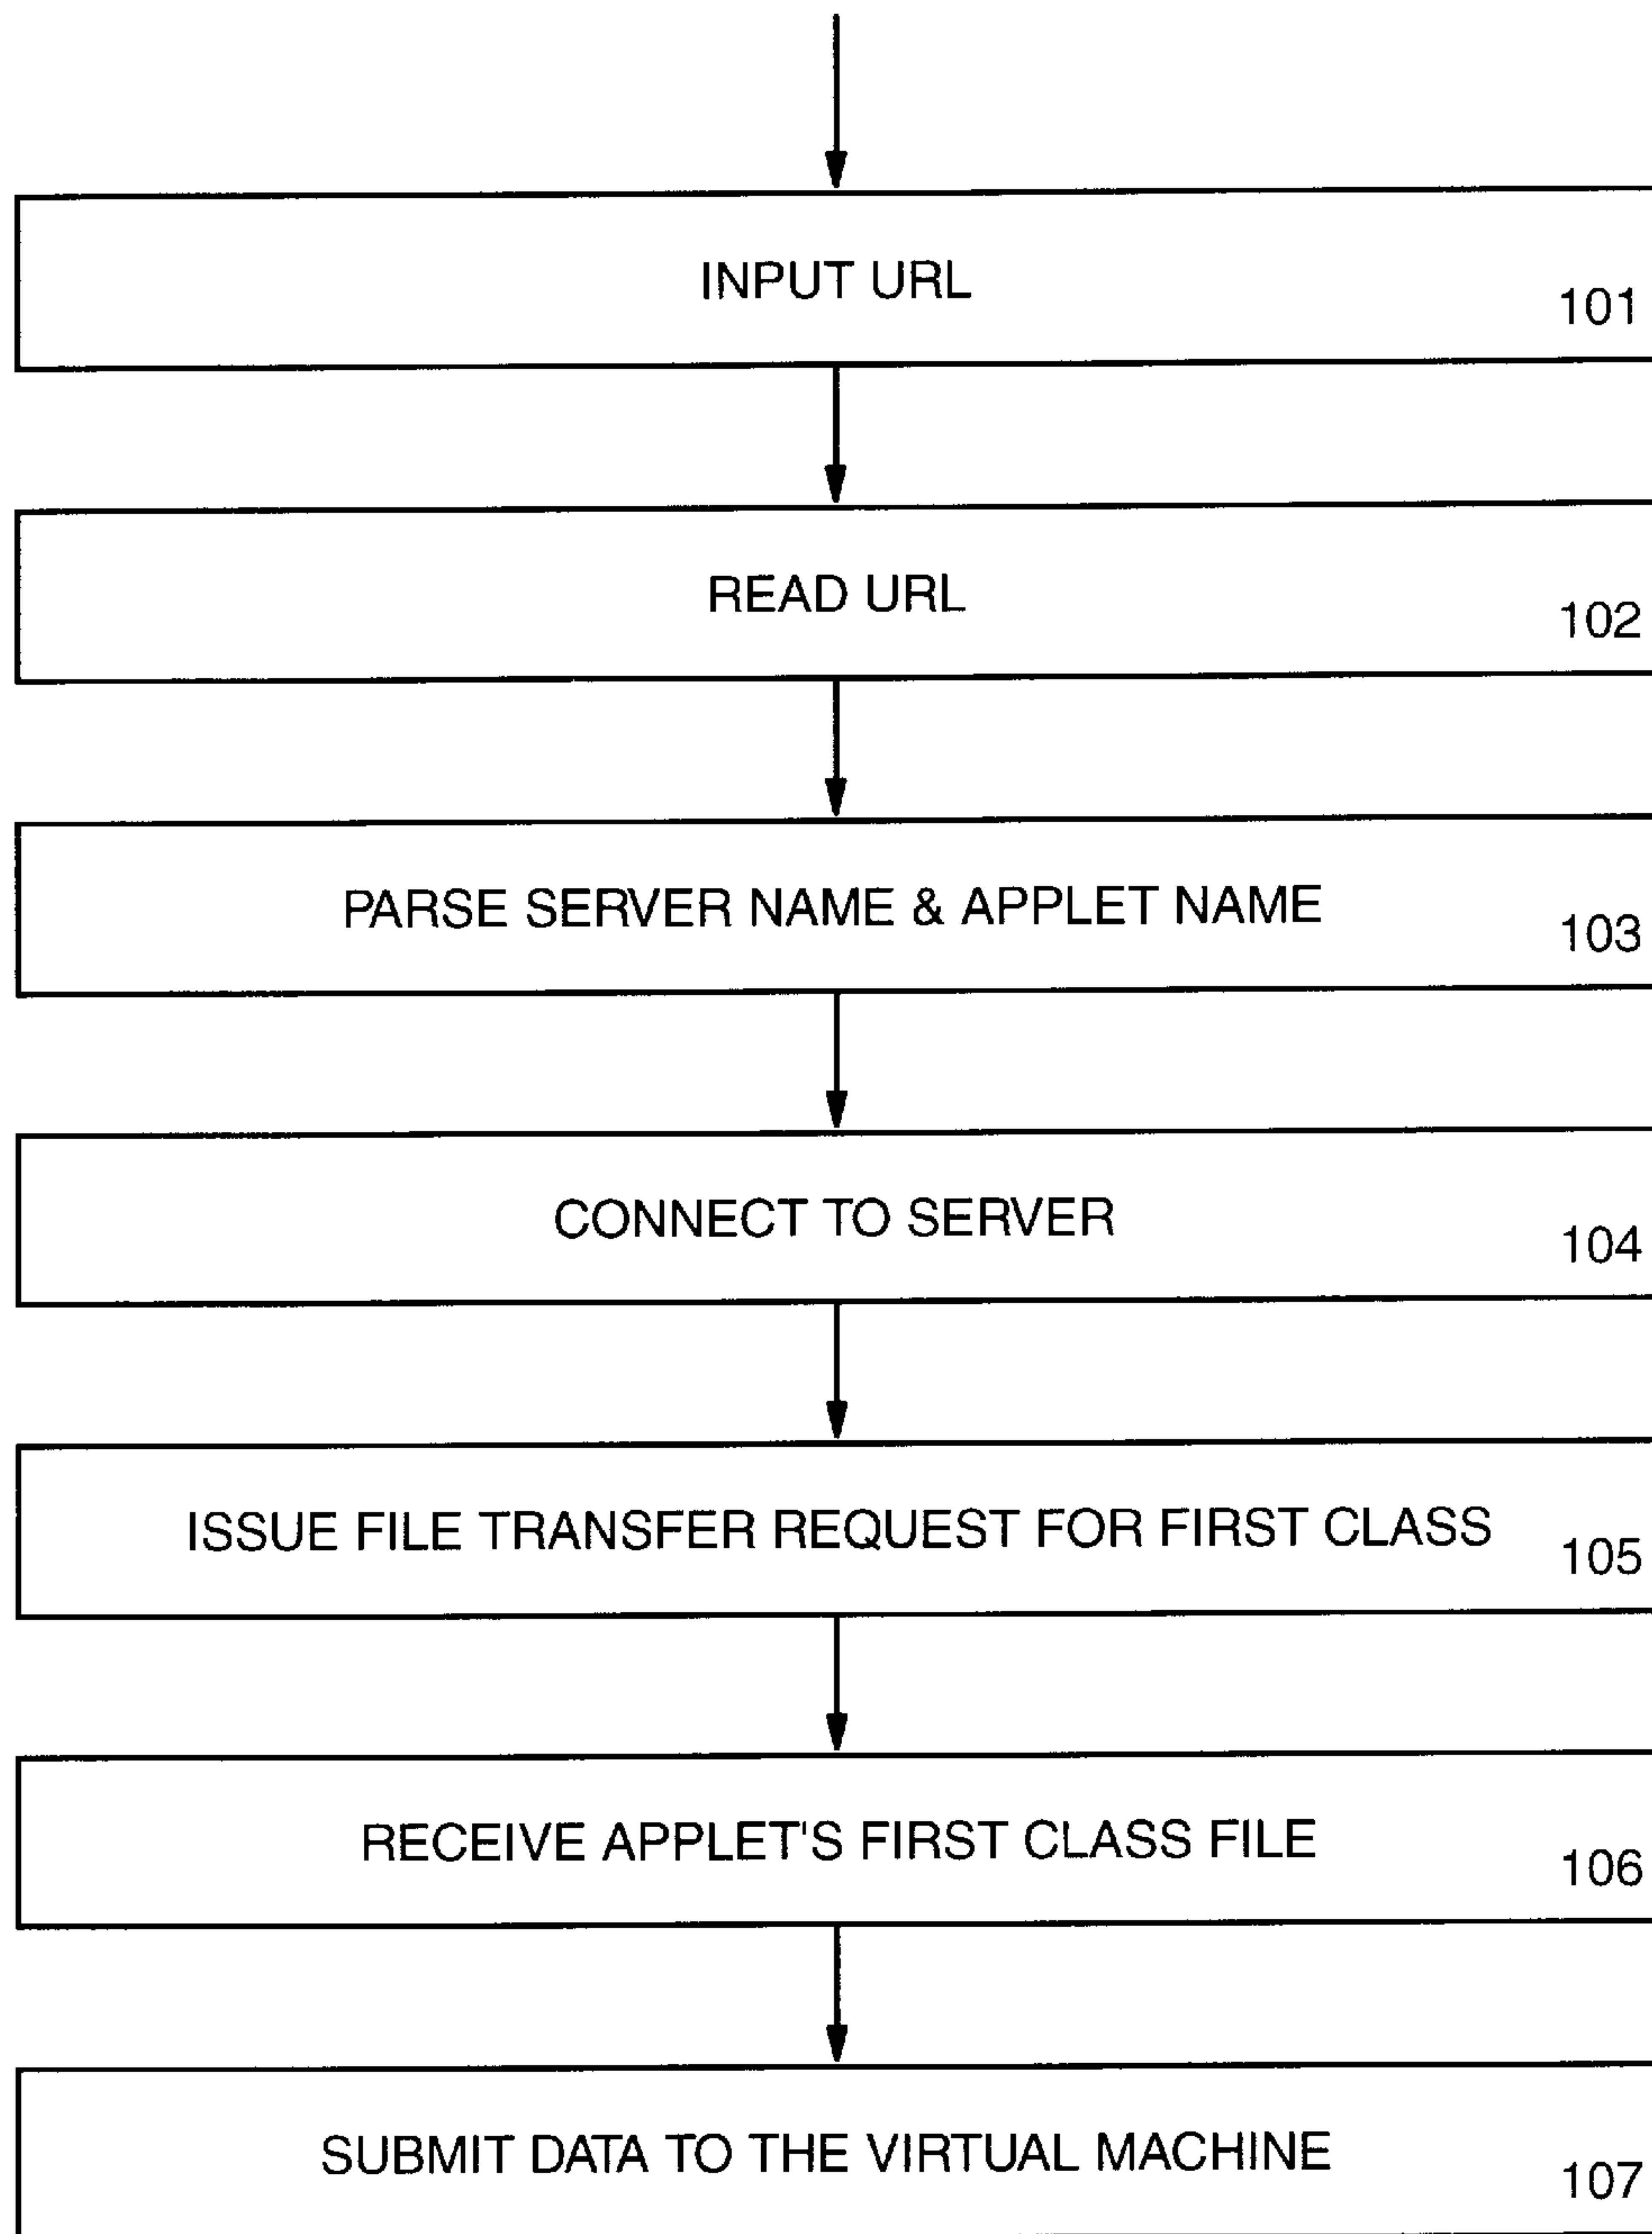 INPUT URL
101
READ URL
102
PARSE SERVER NAME & APPLET NAME
103
CONNECT TO SERVER
104
ISSUE FILE TRANSFER REQUEST FOR FIRST CLASS
105
RECEIVE APPLET'S FIRST CLASS FILE
106
SUBMIT DATA TO THE VIRTUAL MACHINE
107